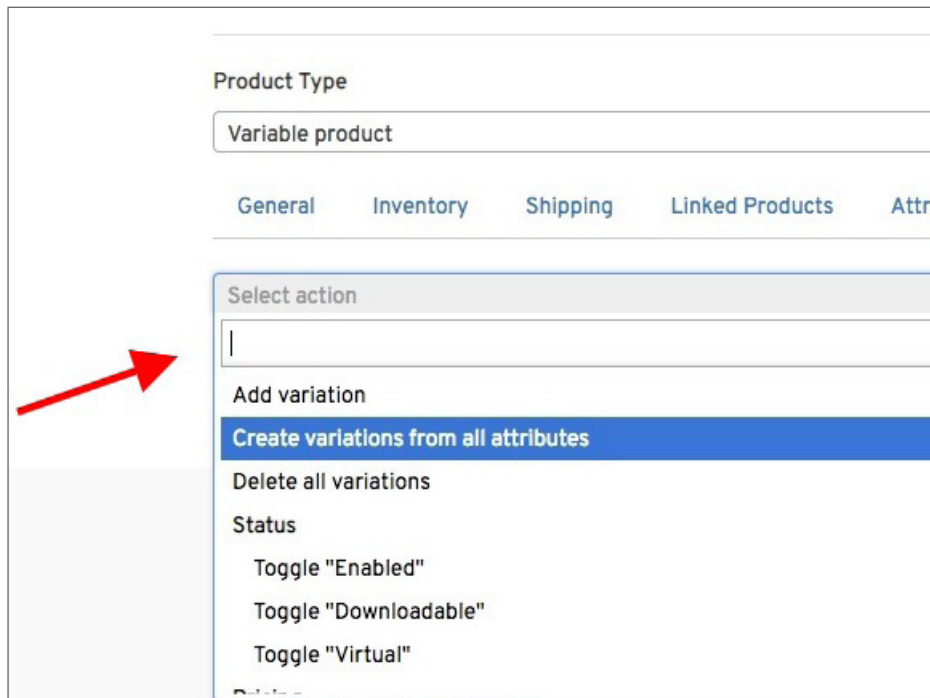 Product Type
Variable product
General Inventory Shipping Linked Products
Select action
Add variation
Create variations from all attributes
Delete all variations
Status
Toggle "Enabled"
Toggle "Downloadable"
Toggle "Virtual"